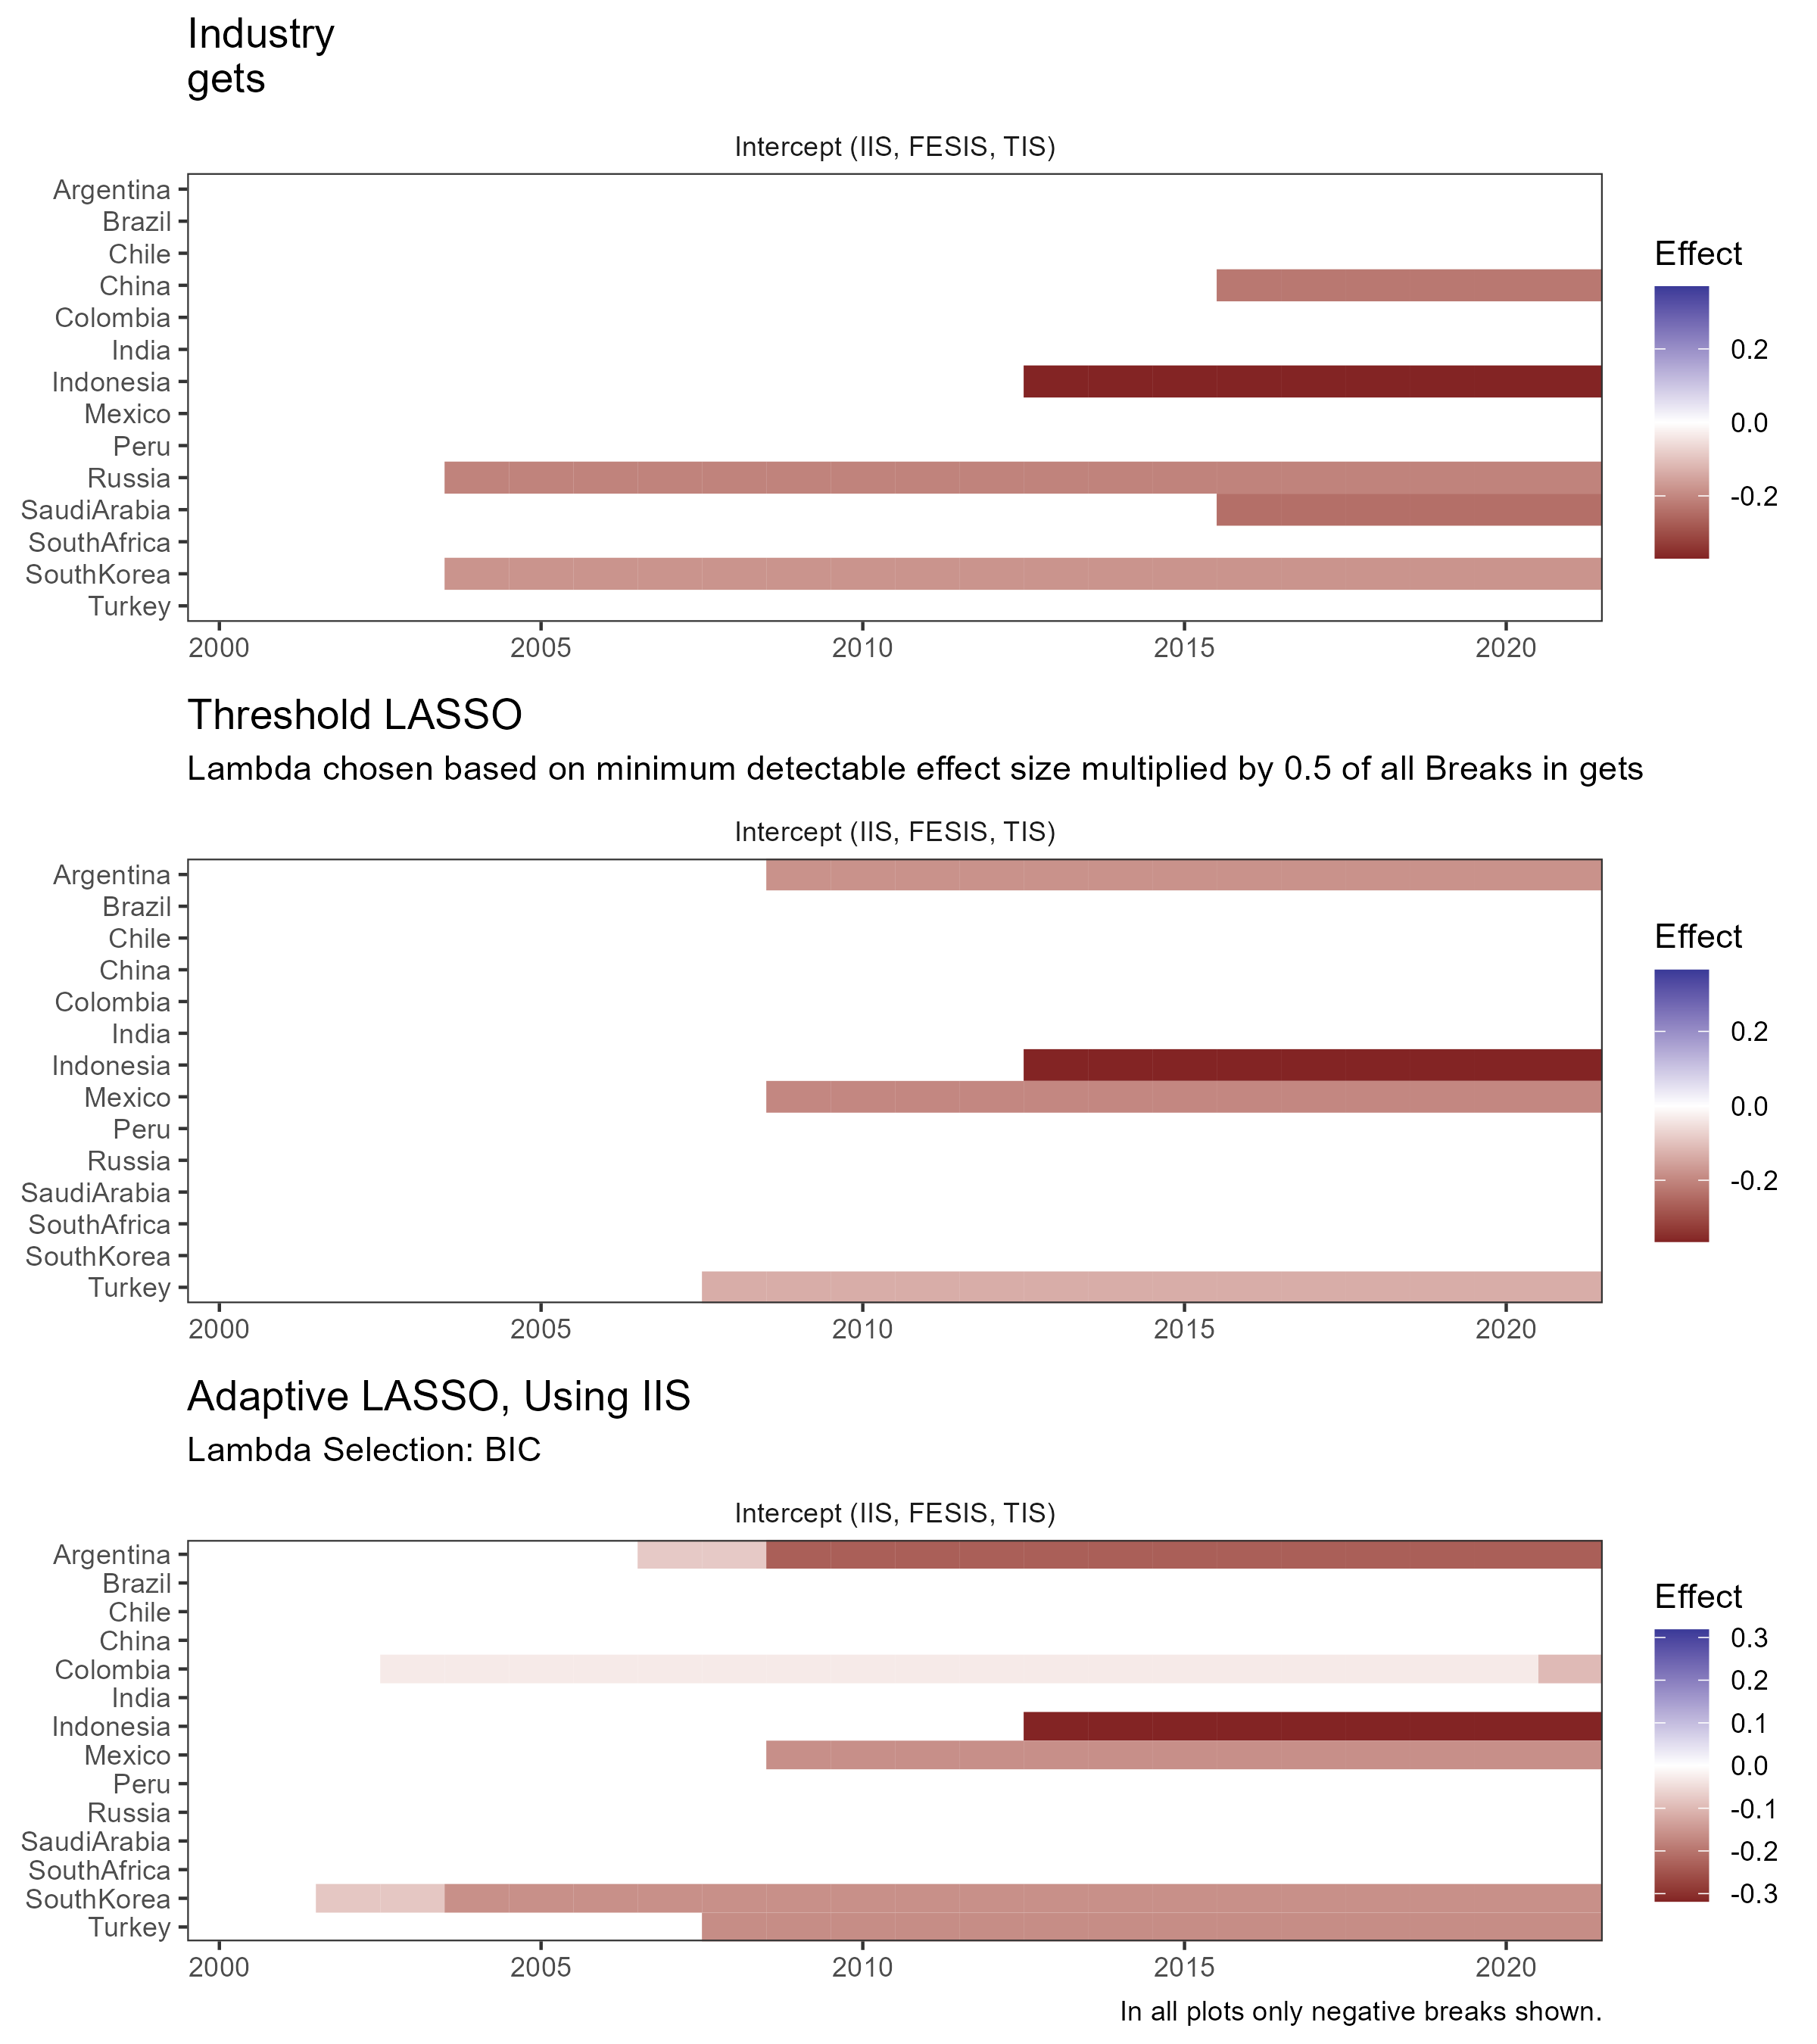 Industry
gets
Intercept (IIS, FESIS, TIS)
Argentina
Brazil
Chile
China
Colombia
India
Indonesia
Mexico
Peru
Russia
SaudiArabia
SouthAfrica
SouthKorea
Turkey
2000 2005 2010 2015 2020
Effect
0.2
0.0
-0.2
Threshold LASSO
Lambda chosen based on minimum detectable effect size multiplied by 0.5 of all Breaks in gets
Intercept (IIS, FESIS, TIS)
Argentina
Brazil
Chile
China
Colombia
India
Indonesia
Mexico
Peru
Russia
SaudiArabia
SouthAfrica
SouthKorea
Turkey
2000 2005 2010 2015 2020
Effect
0.2
0.0
-0.2
Adaptive LASSO, Using IIS
Lambda Selection: BIC
Intercept (IIS, FESIS, TIS)
Argentina
Brazil
Chile
China
Colombia
India
Indonesia
Mexico
Peru
Russia
SaudiArabia
SouthAfrica
SouthKorea
Turkey
2000 2005 2010 2015 2020
Effect
0.3
0.2
0.1
0.0
-0.1
-0.2
-0.3
In all plots only negative breaks shown.